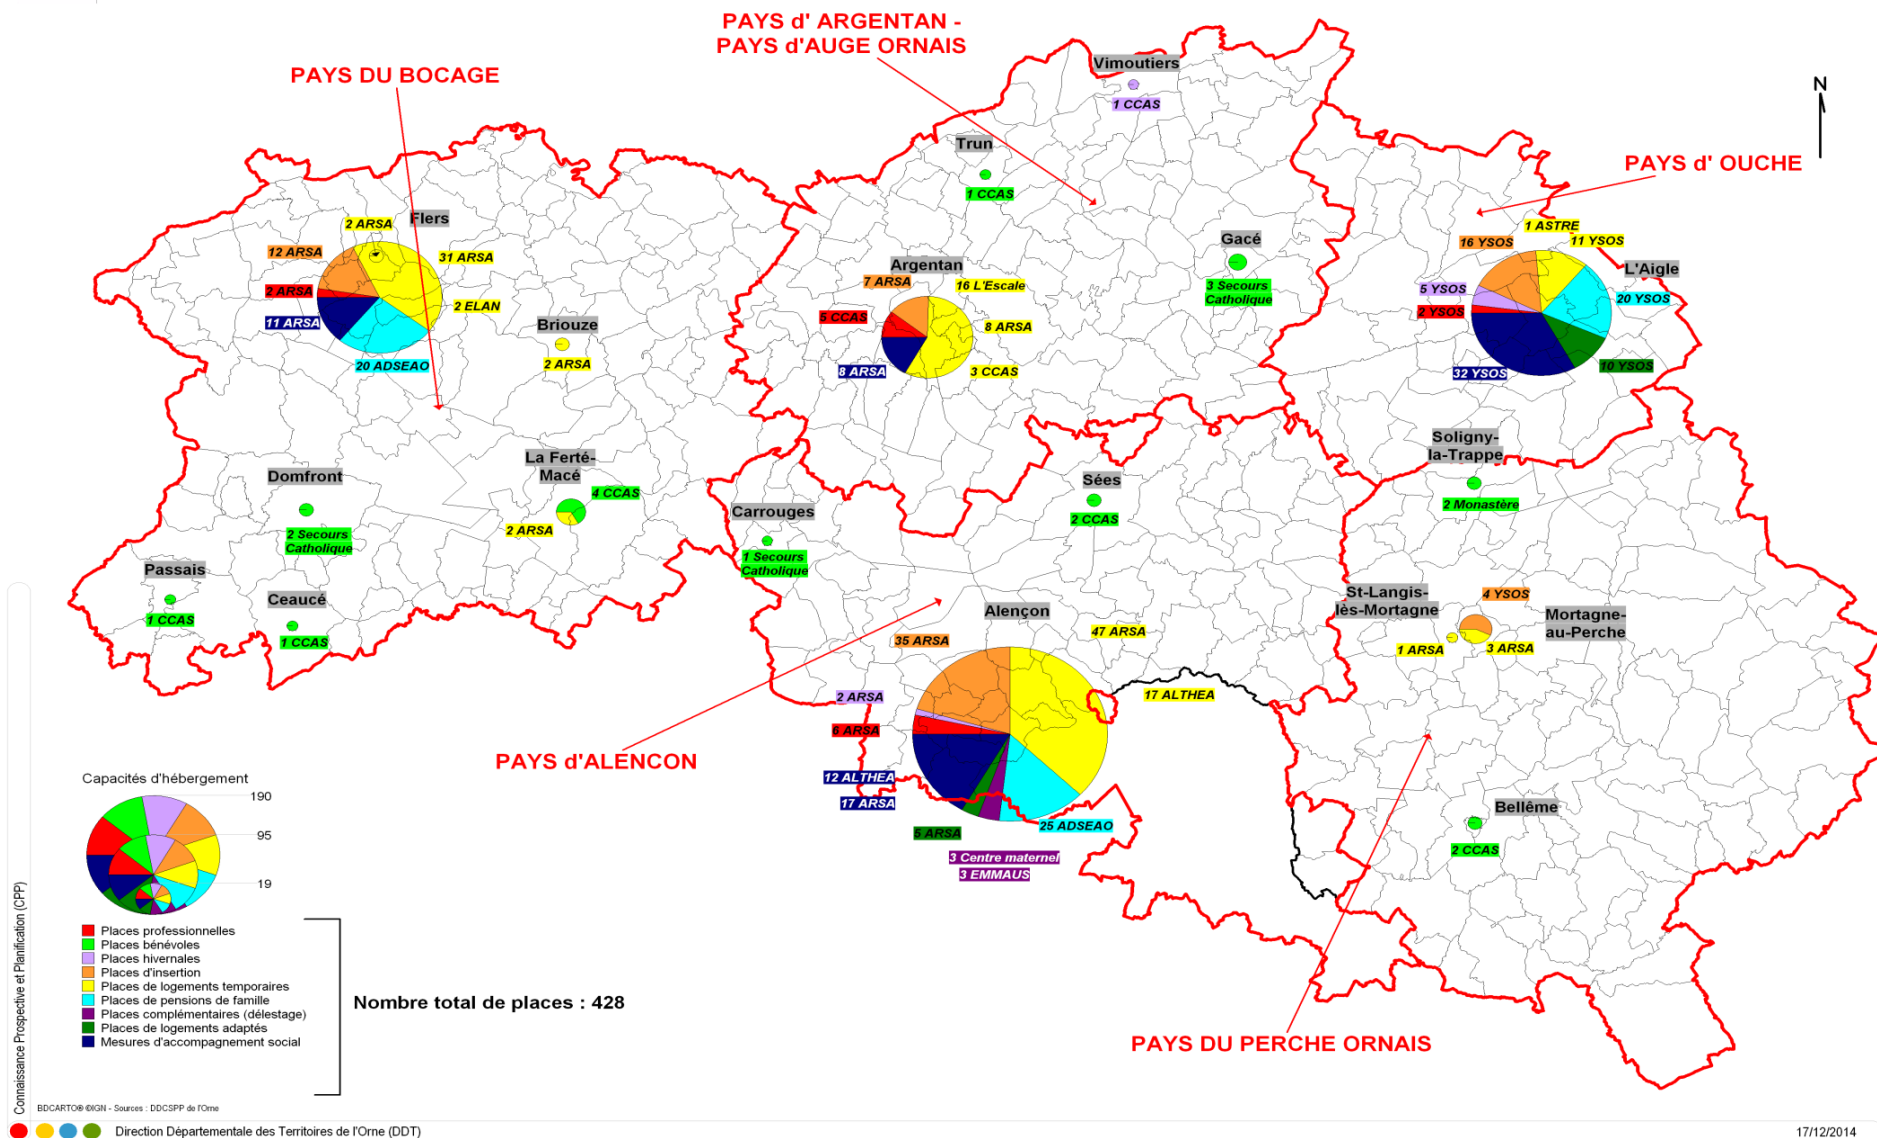 PAYS d' ARGENTAN -
PAYS d'AUGE ORNAIS
PAYS DU BOCAGE
PAYS d' OUCHE
N
Vimoutiers
1 CCAS
Trun
1 CCAS
Gacé
3 Secours
Catholique
Flers
2 ARSA
12 ARSA
31 ARSA
2 ARSA
2 ELAN
11 ARSA
20 ADSEAO
Briouze
2 ARSA
Argentan
7 ARSA
16 L'Escale
5 CCAS
8 ARSA
8 ARSA
3 CCAS
1 ASTRE
16 YSOS
11 YSOS
L'Aigle
5 YSOS
20 YSOS
2 YSOS
32 YSOS
10 YSOS
Domfront
2 Secours
Catholique
La Ferté-
Macé
4 CCAS
2 ARSA
Passais
1 CCAS
Ceaucé
1 CCAS
Carrouges
1 Secours
Catholique
Sées
2 CCAS
Soligny-
la-Trappe
2 Monastère
St-Langis-
lès-Mortagne
4 YSOS
Mortagne-
au-Perche
1 ARSA
3 ARSA
Alençon
35 ARSA
47 ARSA
2 ARSA
17 ALTHEA
6 ARSA
12 ALTHEA
17 ARSA
5 ARSA
25 ADSEAO
3 Centre maternel
3 EMMAUS
PAYS d'ALENCON
Bellême
2 CCAS
PAYS DU PERCHE ORNAIS
Capacités d'hébergement
190
95
19
Places professionnelles
Places bénévoles
Places hivernales
Places d'insertion
Places de logements temporaires
Places de pensions de famille
Places complémentaires (délestage)
Places de logements adaptés
Mesures d'accompagnement social
Nombre total de places : 428
Connaissance Prospective et Planification (CPP)
BDCARTO® ©IGN - Sources : DDCSPP de l'Orne
Direction Départementale des Territoires de l'Orne (DDT)
17/12/2014